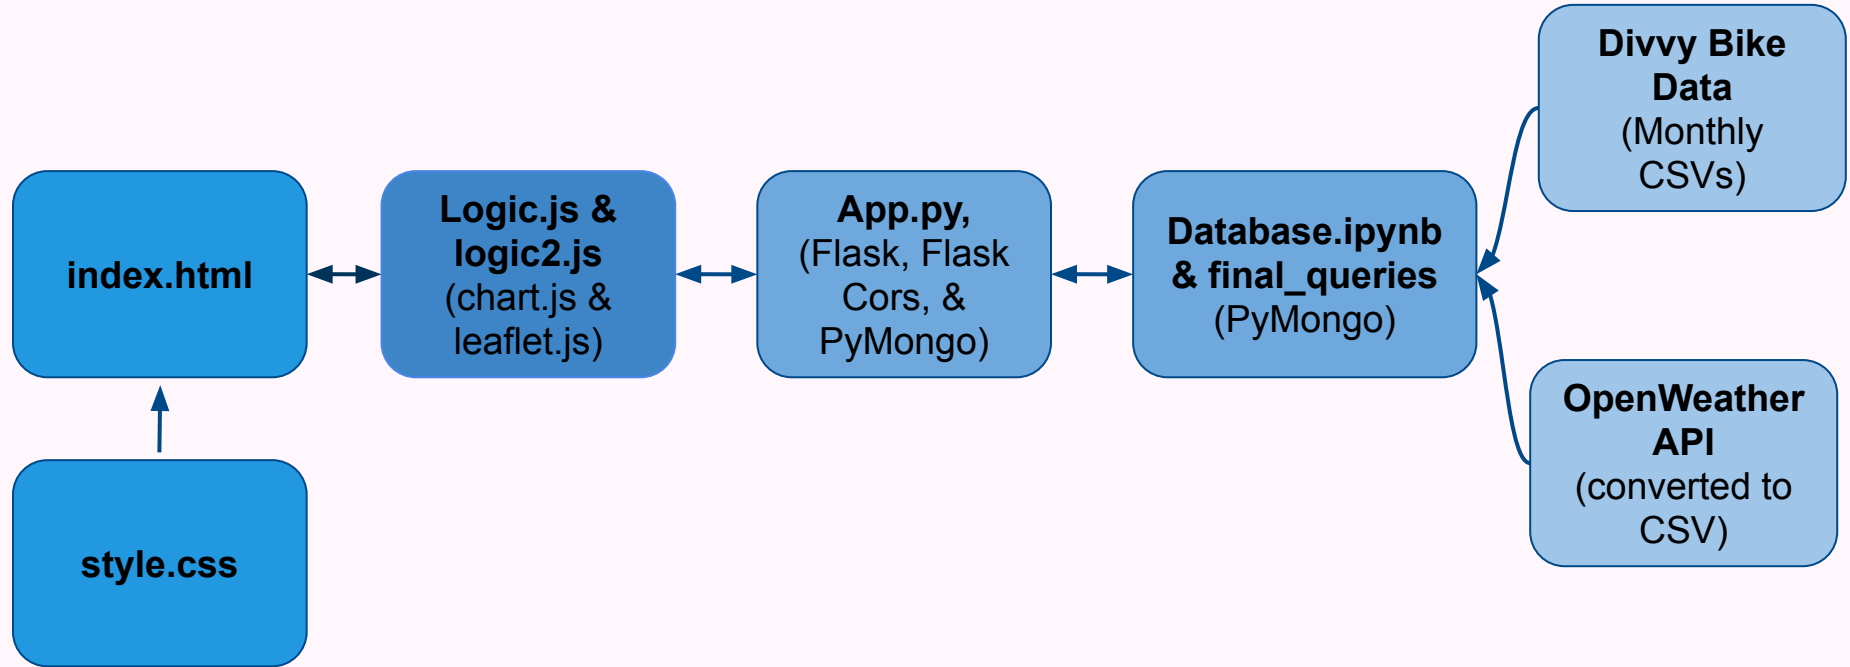 index.html
style.css
Logic.js &
logic2.js
(chart.js &
leaflet.js)
App.py,
(Flask, Flask
Cors, &
PyMongo)
Database.ipynb
& final_queries
(PyMongo)
Divvy Bike
Data
(Monthly
CSVs)
OpenWeather
API
(converted to
CSV)